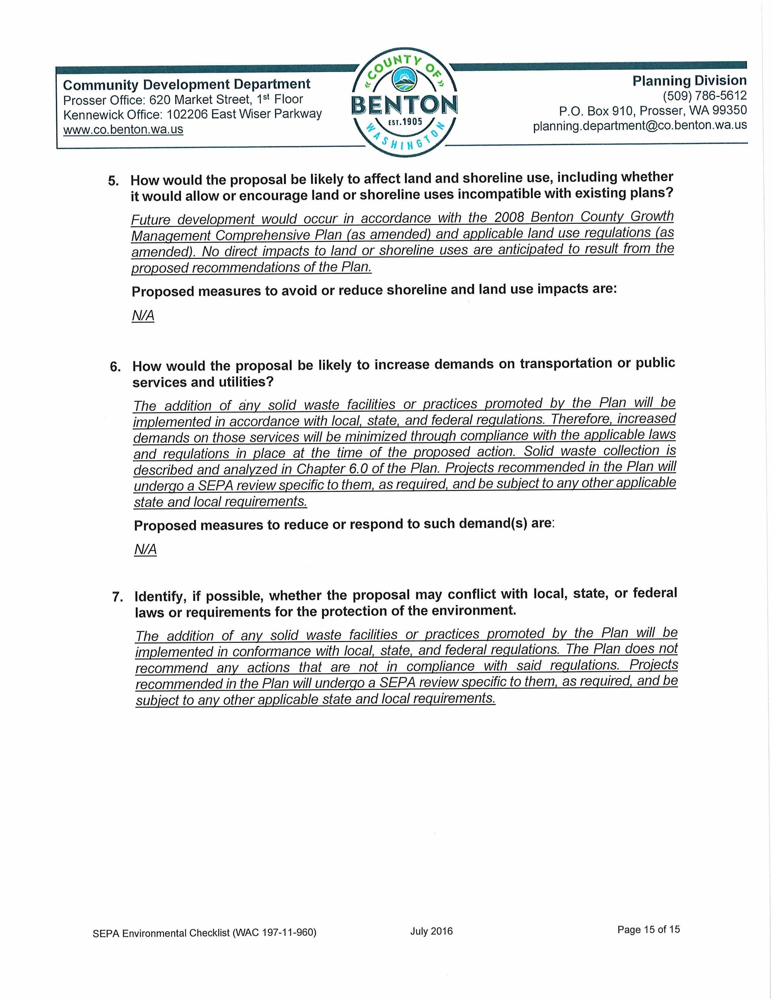 Community Development Department
Prosser Office: 620 Market Street, 1st Floor
Kennewick Office: 102206 East Wiser Parkway
www.co.benton.wa.us
« COUNTY OF »
BENTON
EST.1905
WASHINGTON
Planning Division
(509) 786-5612
P.O. Box 910, Prosser, WA 99350
planning.department@co.benton.wa.us
5. How would the proposal be likely to affect land and shoreline use, including whether
it would allow or encourage land or shoreline uses incompatible with existing plans?
Future development would occur in accordance with the 2008 Benton County Growth
Management Comprehensive Plan (as amended) and applicable land use regulations (as
amended). No direct impacts to land or shoreline uses are anticipated to result from the
proposed recommendations of the Plan.
Proposed measures to avoid or reduce shoreline and land use impacts are:
N/A
6. How would the proposal be likely to increase demands on transportation or public
services and utilities?
The addition of any solid waste facilities or practices promoted by the Plan will be
implemented in accordance with local, state, and federal regulations. Therefore, increased
demands on those services will be minimized through compliance with the applicable laws
and regulations in place at the time of the proposed action. Solid waste collection is
described and analyzed in Chapter 6.0 of the Plan. Projects recommended in the Plan will
undergo a SEPA review specific to them, as required, and be subject to any other applicable
state and local requirements.
Proposed measures to reduce or respond to such demand(s) are:
N/A
7. Identify, if possible, whether the proposal may conflict with local, state, or federal
laws or requirements for the protection of the environment.
The addition of any solid waste facilities or practices promoted by the Plan will be
implemented in conformance with local, state, and federal regulations. The Plan does not
recommend any actions that are not in compliance with said regulations. Projects
recommended in the Plan will undergo a SEPA review specific to them, as required, and be
subject to any other applicable state and local requirements.
SEPA Environmental Checklist (WAC 197-11-960)
July 2016
Page 15 of 15